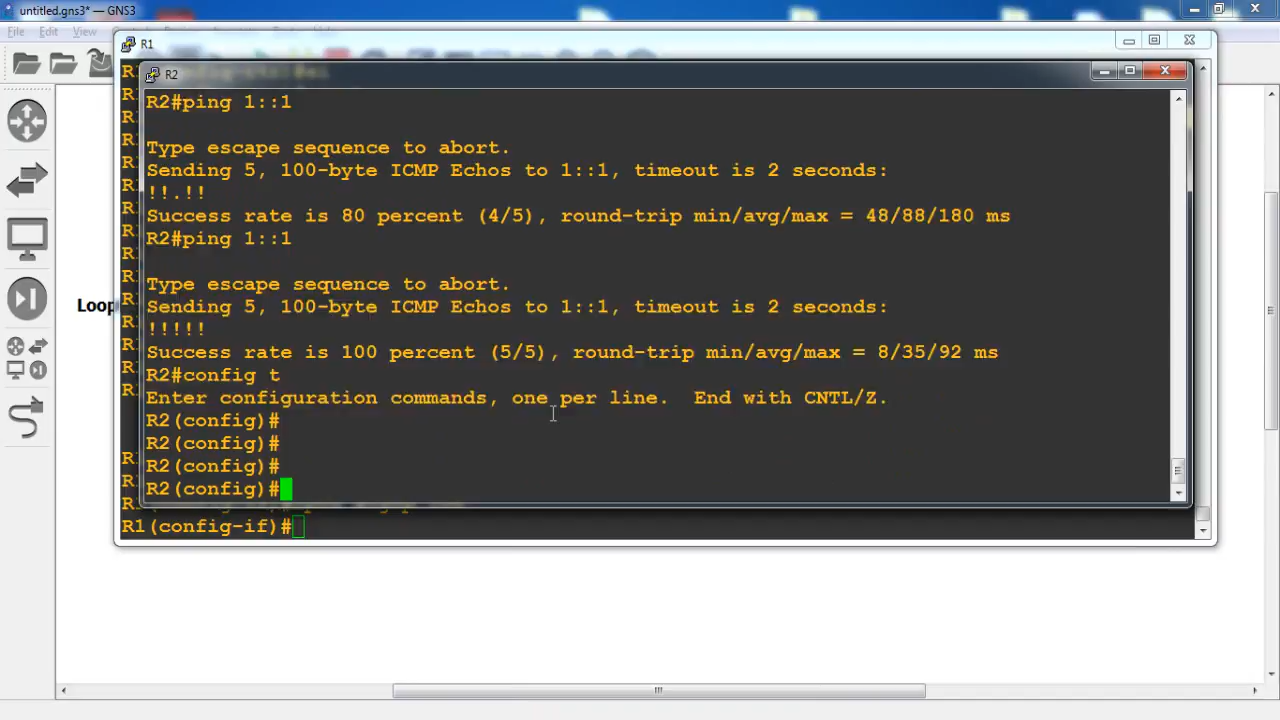 untitled.gns3* — GNS3
File Edit View
R1
R2
R2#ping 1::1
Type escape sequence to abort.
Sending 5, 100-byte ICMP Echos to 1::1, timeout is 2 seconds:
!!.!!
Success rate is 80 percent (4/5), round-trip min/avg/max = 48/88/180 ms
R2#ping 1::1
Type escape sequence to abort.
Sending 5, 100-byte ICMP Echos to 1::1, timeout is 2 seconds:
!!!!!
Success rate is 100 percent (5/5), round-trip min/avg/max = 8/35/92 ms
R2#config t
Enter configuration commands, one per line.  End with CNTL/Z.
R2(config)#
R2(config)#
R2(config)#
R2(config)#
R1(config-if)#
Loop